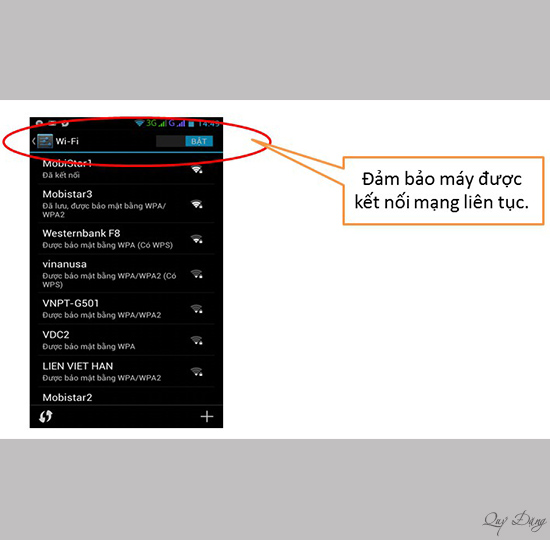 3G G 14:49
Wi-Fi BẬT
MobiStar1
Đã kết nối
Mobistar3
Đã lưu, được bảo mật bằng WPA/
WPA2
Westernbank F8
Được bảo mật bằng WPA (Có WPS)
vinanusa
Được bảo mật bằng WPA/WPA2 (Có
WPS)
VNPT-G501
Được bảo mật bằng WPA/WPA2
VDC2
Được bảo mật bằng WPA
LIEN VIET HAN
Được bảo mật bằng WPA/WPA2
Mobistar2
Đảm bảo máy được
kết nối mạng liên tục.
Quý Đặng